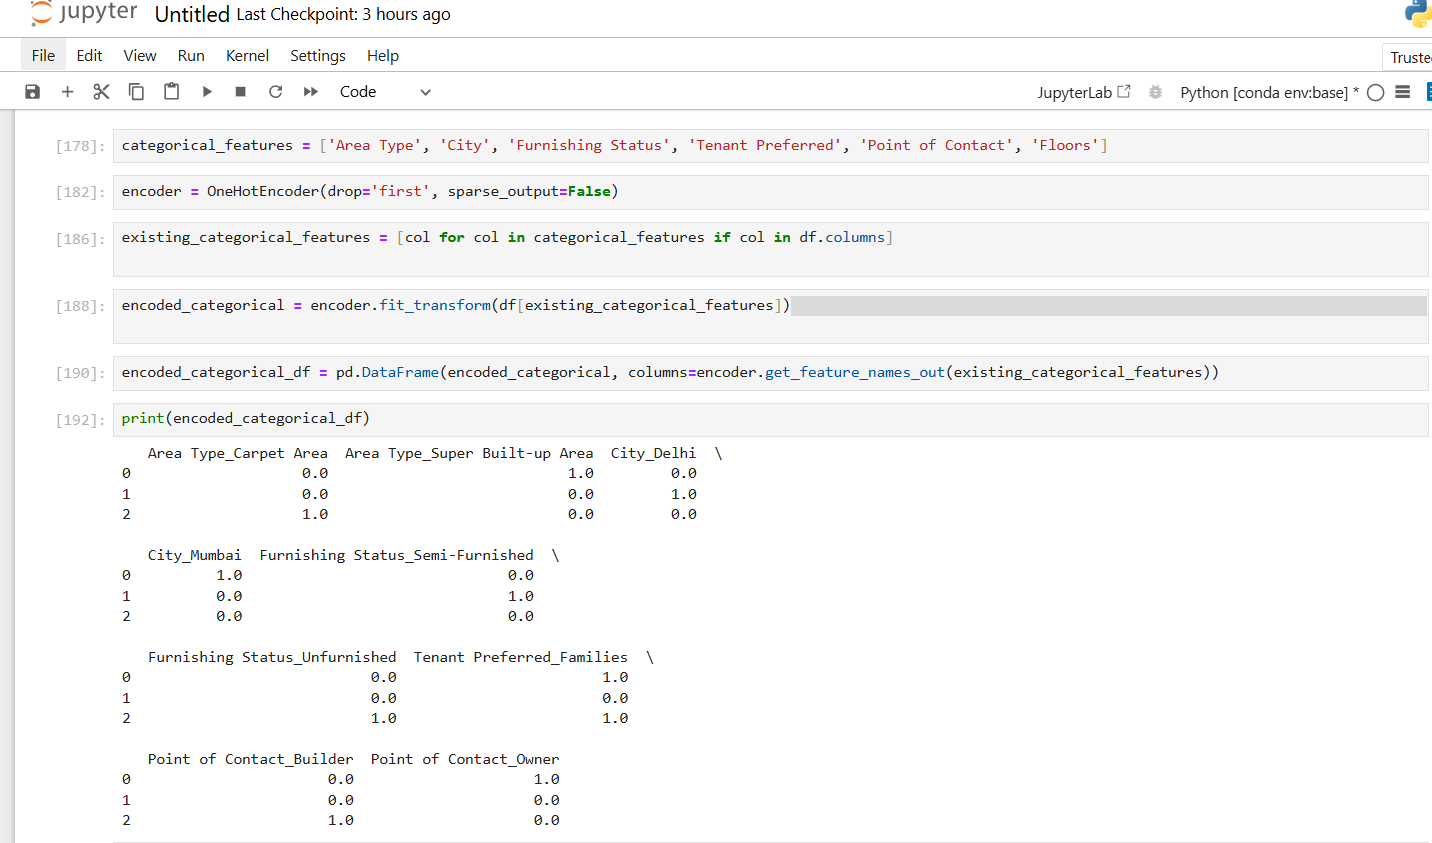 jupyter Untitled Last Checkpoint: 3 hours ago
File Edit View Run Kernel Settings Help
Trusted
Code JupyterLab Python [conda env:base] *
[178]: categorical_features = ['Area Type', 'City', 'Furnishing Status', 'Tenant Preferred', 'Point of Contact', 'Floors']
[182]: encoder = OneHotEncoder(drop='first', sparse_output=False)
[186]: existing_categorical_features = [col for col in categorical_features if col in df.columns]
[188]: encoded_categorical = encoder.fit_transform(df[existing_categorical_features])
[190]: encoded_categorical_df = pd.DataFrame(encoded_categorical, columns=encoder.get_feature_names_out(existing_categorical_features))
[192]: print(encoded_categorical_df)
Area Type_Carpet Area Area Type_Super Built-up Area City_Delhi \
0 0.0 1.0 0.0
1 0.0 0.0 1.0
2 1.0 0.0 0.0
City_Mumbai Furnishing Status_Semi-Furnished \
0 1.0 0.0
1 0.0 1.0
2 0.0 0.0
Furnishing Status_Unfurnished Tenant Preferred_Families \
0 0.0 1.0
1 0.0 0.0
2 1.0 1.0
Point of Contact_Builder Point of Contact_Owner
0 0.0 1.0
1 0.0 0.0
2 1.0 0.0